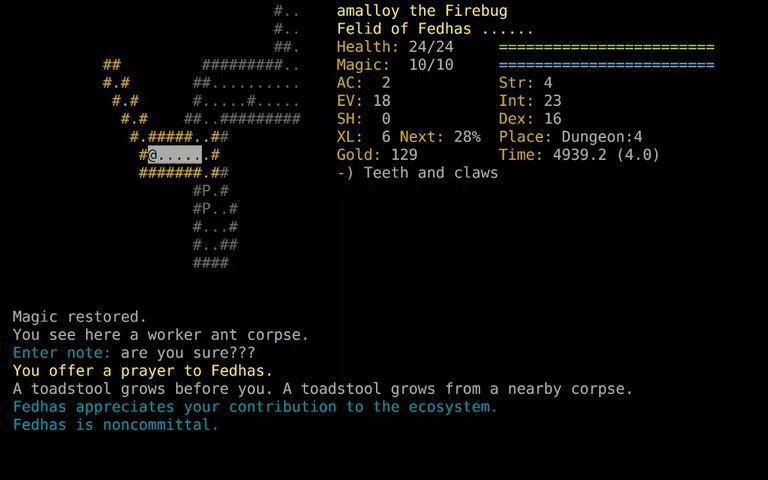 amalloy the Firebug
Felid of Fedhas ......
Health: 24/24 ========================
Magic: 10/10 ========================
AC: 2 Str: 4
EV: 18 Int: 23
SH: 0 Dex: 16
XL: 6 Next: 28% Place: Dungeon:4
Gold: 129 Time: 4939.2 (4.0)
-) Teeth and claws
Magic restored.
You see here a worker ant corpse.
Enter note: are you sure???
You offer a prayer to Fedhas.
A toadstool grows before you. A toadstool grows from a nearby corpse.
Fedhas appreciates your contribution to the ecosystem.
Fedhas is noncommittal.